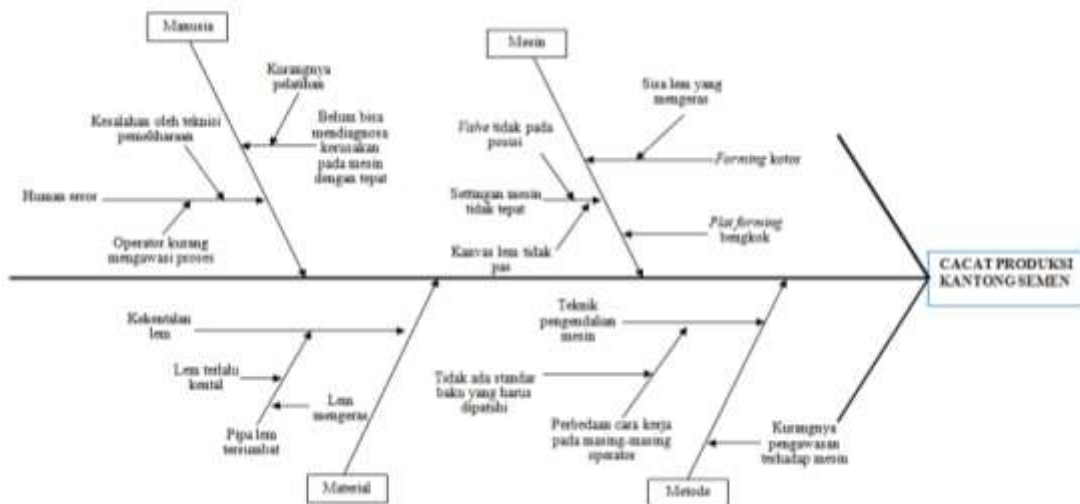 Manusia
Mesin
Kurangnya
pelatihan
Sisa lem yang
mengeras
Kesalahan oleh teknisi
pemeliharaan
Belum bisa
mendiagnosa
kerusakan
pada mesin
dengan tepat
Valve tidak pada
posisi
Forming kotor
Human error
Settingan mesin
tidak tepat
Operator kurang
mengawasi proses
Kanvas lem tidak
pas
Plat forming
bengkok
CACAT PRODUKSI
KANTONG SEMEN
Kekentalan
lem
Teknik
pengendalian
mesin
Lem terlalu
kental
Lem
mengeras
Tidak ada standar
baku yang harus
dipatuhi
Pipa lem
tersumbat
Perbedaan cara kerja
pada masing-masing
operator
Kurangnya
pengawasan
terhadap mesin
Material
Metode